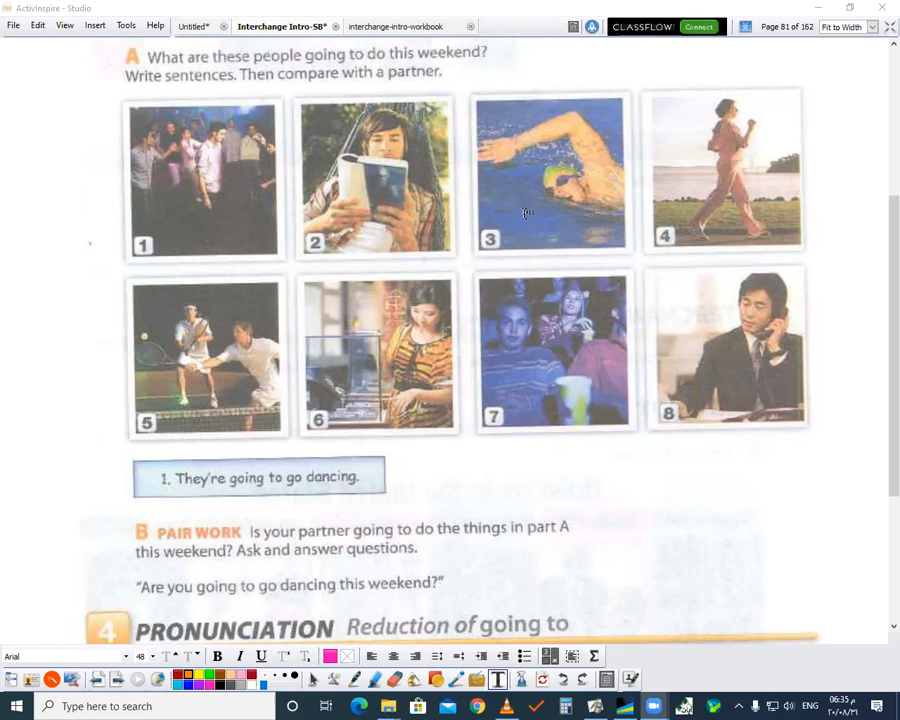 ActivInspire - Studio
File Edit View Insert Tools Help Untitled* Interchange Intro-SB* interchange-intro-workbook CLASSFLOW Connect Page 81 of 162 Fit to Width
A What are these people going to do this weekend?
Write sentences. Then compare with a partner.
1 2 3 4
5 6 7 8
1. They're going to go dancing.
B PAIR WORK Is your partner going to do the things in part A
this weekend? Ask and answer questions.
"Are you going to go dancing this weekend?"
4 PRONUNCIATION Reduction of going to
Arial 48 B I U
Type here to search ENG 06:35 م